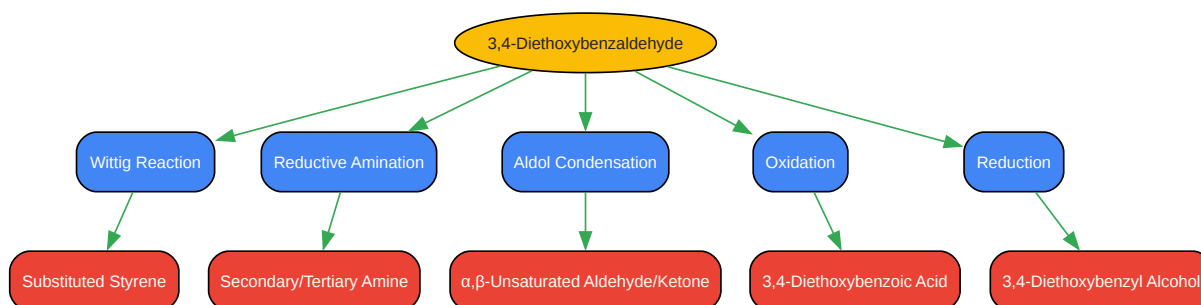 3,4-Diethoxybenzaldehyde
Wittig Reaction
Reductive Amination
Aldol Condensation
Oxidation
Reduction
Substituted Styrene
Secondary/Tertiary Amine
α,β-Unsaturated Aldehyde/Ketone
3,4-Diethoxybenzoic Acid
3,4-Diethoxybenzyl Alcohol